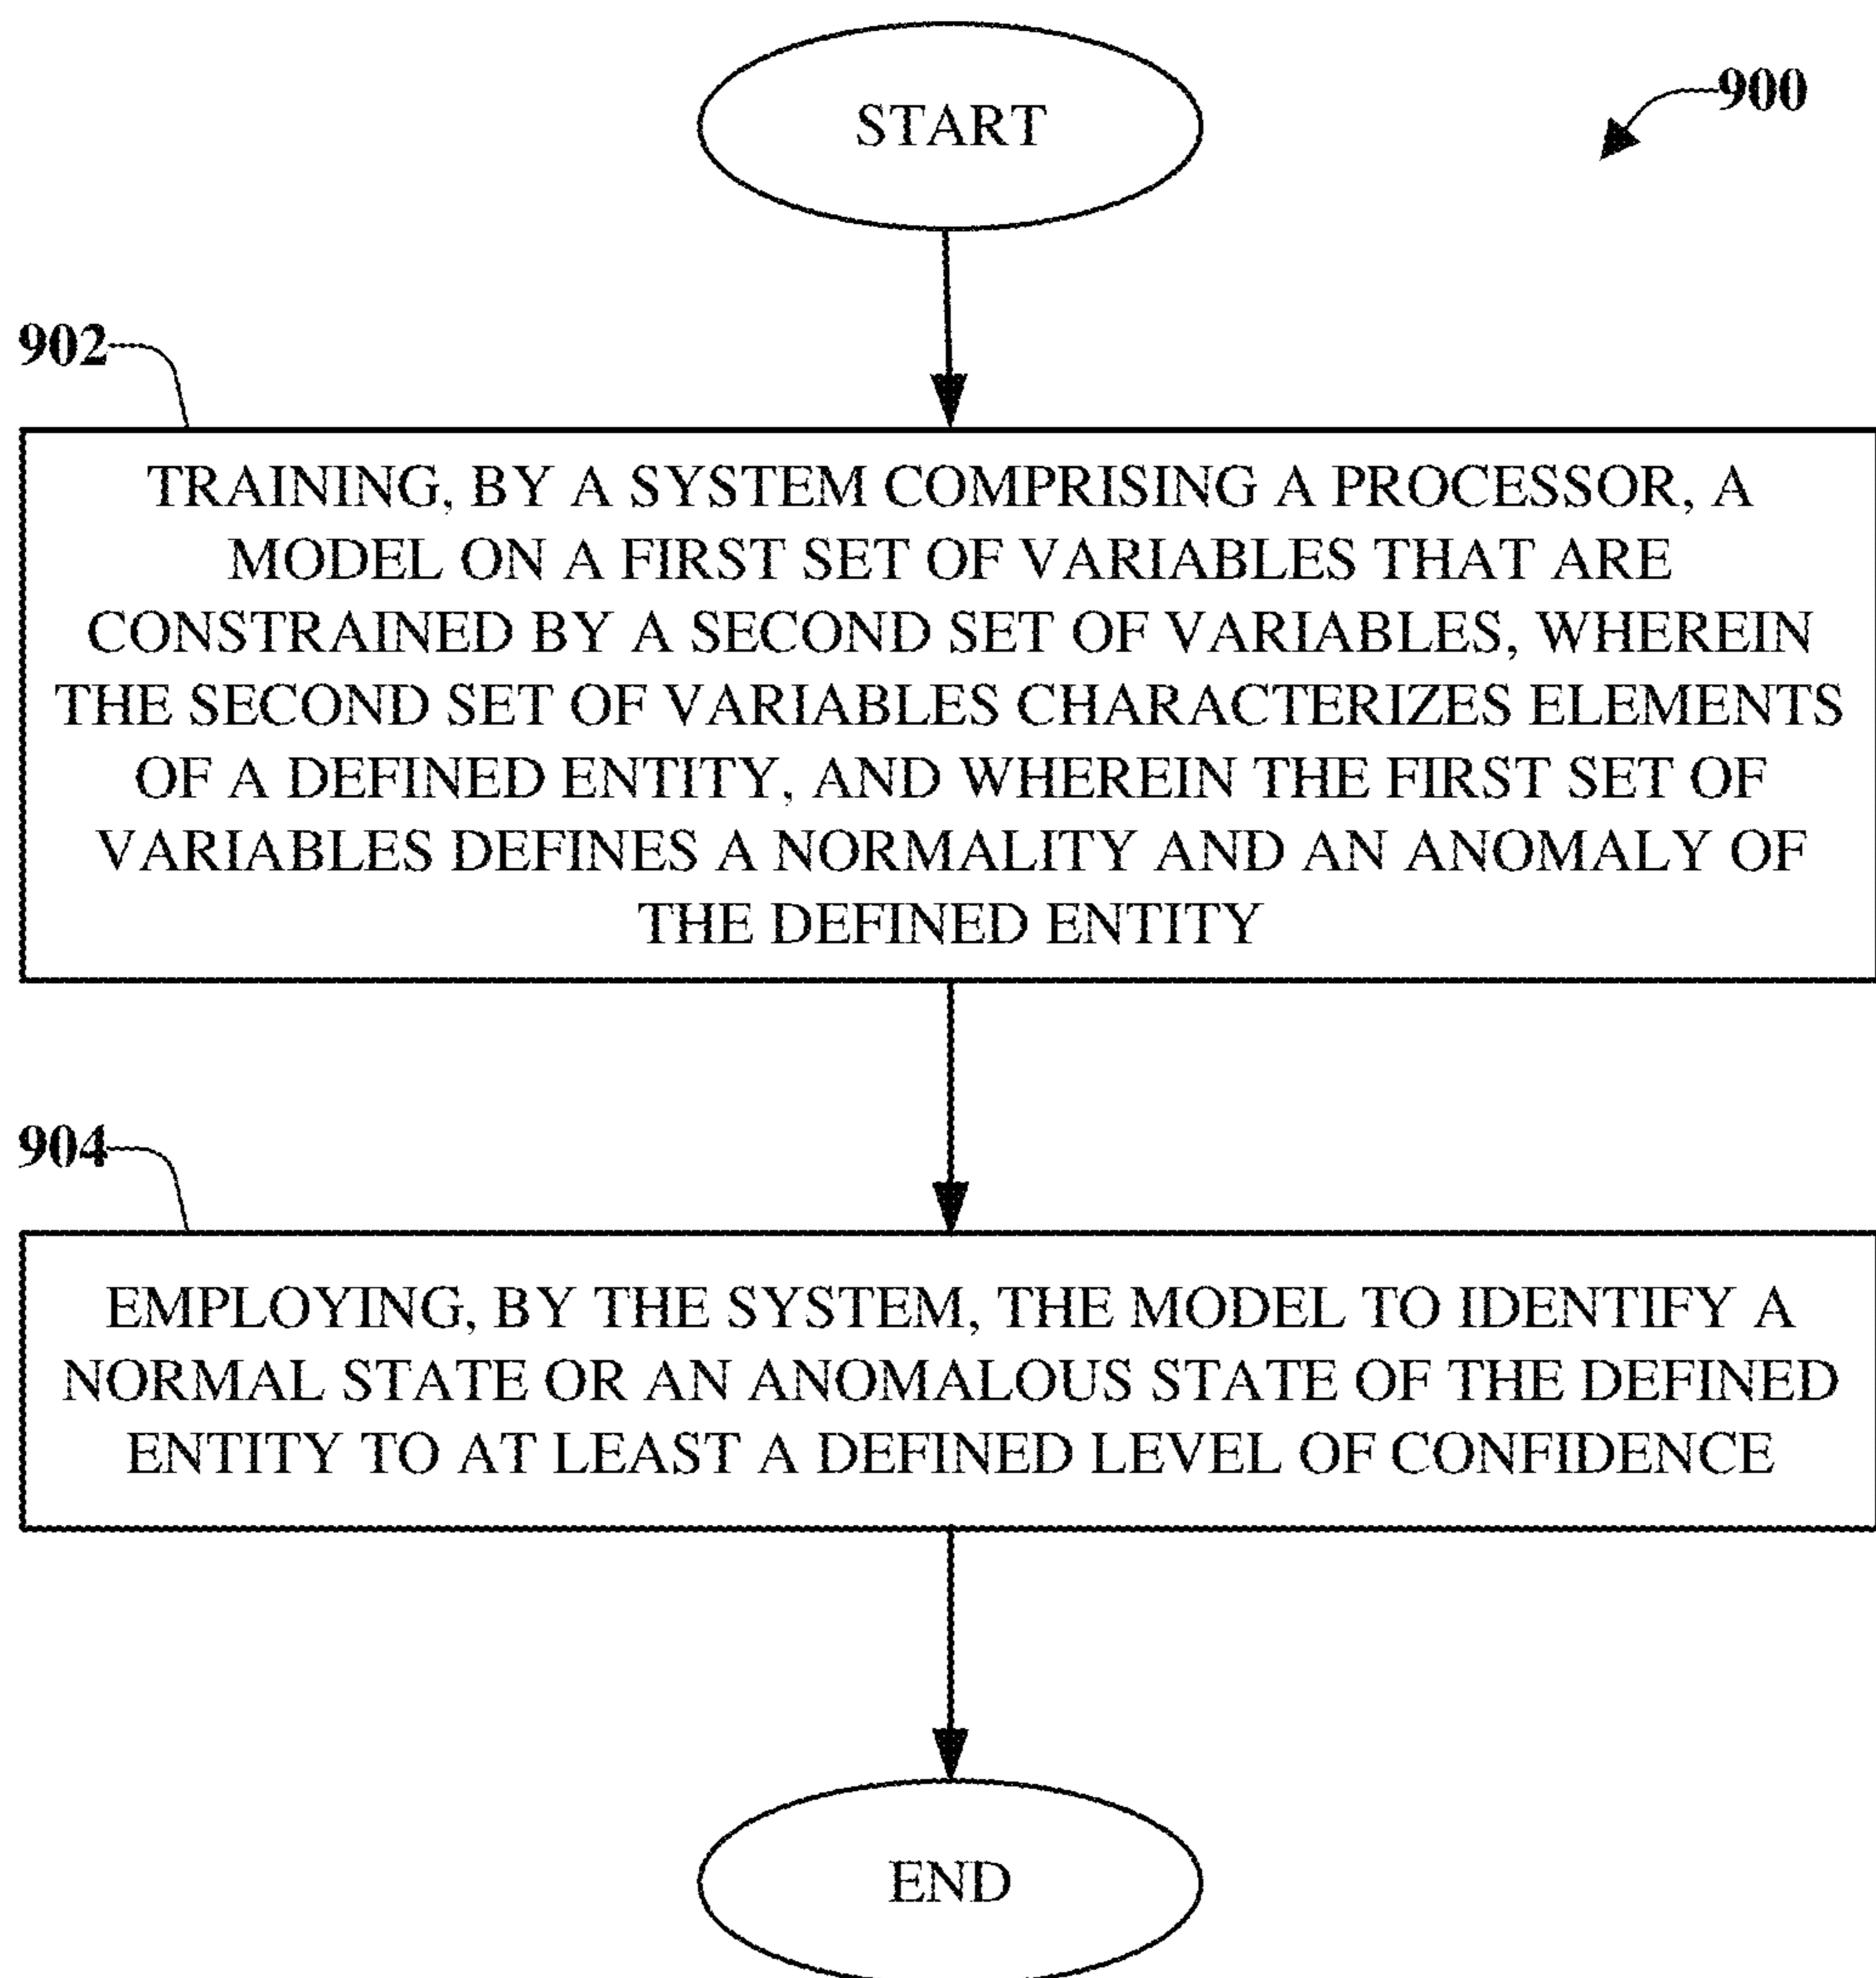 START
900
902
TRAINING, BY A SYSTEM COMPRISING A PROCESSOR, A
MODEL ON A FIRST SET OF VARIABLES THAT ARE
CONSTRAINED BY A SECOND SET OF VARIABLES, WHEREIN
THE SECOND SET OF VARIABLES CHARACTERIZES ELEMENTS
OF A DEFINED ENTITY, AND WHEREIN THE FIRST SET OF
VARIABLES DEFINES A NORMALITY AND AN ANOMALY OF
THE DEFINED ENTITY
904
EMPLOYING, BY THE SYSTEM, THE MODEL TO IDENTIFY A
NORMAL STATE OR AN ANOMALOUS STATE OF THE DEFINED
ENTITY TO AT LEAST A DEFINED LEVEL OF CONFIDENCE
END